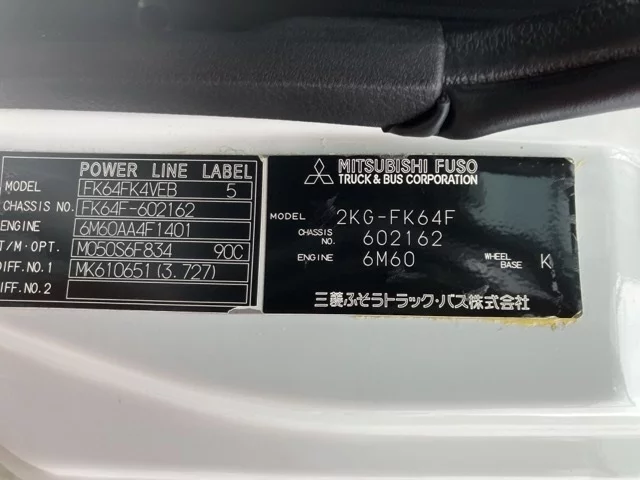 POWER LINE LABEL
MODEL FK64FK4VEB 5
CHASSIS NO. FK64F-602162
ENGINE 6M60AA4F1401
T/M·OPT. M050S6F834 90C
DIFF.NO.1 MK610651 (3.727)
DIFF.NO.2
MITSUBISHI FUSO
TRUCK & BUS CORPORATION
MODEL 2KG-FK64F
CHASSIS NO. 602162
ENGINE 6M60 WHEEL BASE K
三菱ふそうトラック・バス株式会社